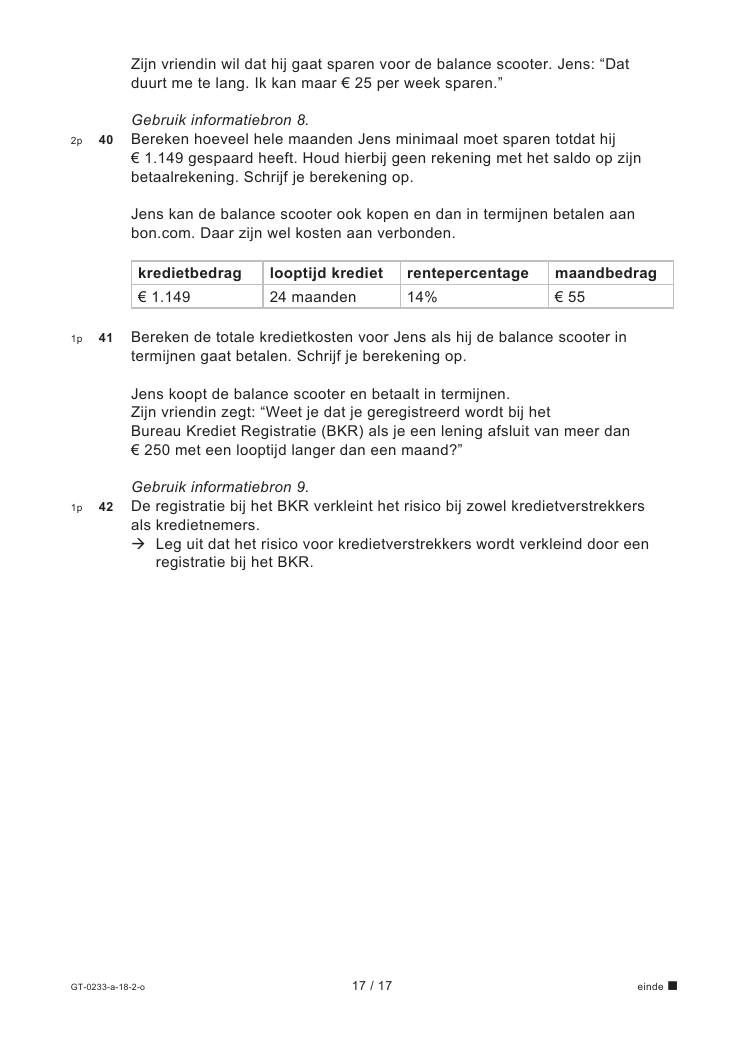 Zijn vriendin wil dat hij gaat sparen voor de balance scooter. Jens: “Dat
duurt me te lang. Ik kan maar € 25 per week sparen.”
Gebruik informatiebron 8.
2p 40 Bereken hoeveel hele maanden Jens minimaal moet sparen totdat hij
€ 1.149 gespaard heeft. Houd hierbij geen rekening met het saldo op zijn
betaalrekening. Schrijf je berekening op.
Jens kan de balance scooter ook kopen en dan in termijnen betalen aan
bon.com. Daar zijn wel kosten aan verbonden.
kredietbedrag looptijd krediet rentepercentage maandbedrag
€ 1.149 24 maanden 14% € 55
1p 41 Bereken de totale kredietkosten voor Jens als hij de balance scooter in
termijnen gaat betalen. Schrijf je berekening op.
Jens koopt de balance scooter en betaalt in termijnen.
Zijn vriendin zegt: “Weet je dat je geregistreerd wordt bij het
Bureau Krediet Registratie (BKR) als je een lening afsluit van meer dan
€ 250 met een looptijd langer dan een maand?”
Gebruik informatiebron 9.
1p 42 De registratie bij het BKR verkleint het risico bij zowel kredietverstrekkers
als kredietnemers.
→ Leg uit dat het risico voor kredietverstrekkers wordt verkleind door een
registratie bij het BKR.
GT-0233-a-18-2-o 17 / 17 einde ■